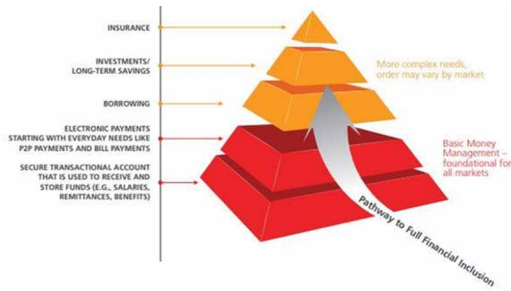 INSURANCE
INVESTMENTS/
LONG-TERM SAVINGS
BORROWING
ELECTRONIC PAYMENTS
STARTING WITH EVERYDAY NEEDS LIKE
P2P PAYMENTS AND BILL PAYMENTS
SECURE TRANSACTIONAL ACCOUNT
THAT IS USED TO RECEIVE AND
STORE FUNDS (E.G., SALARIES,
REMITTANCES, BENEFITS)
More complex needs,
order may vary by market
Basic Money
Management –
foundational for
all markets
Pathway to Full Financial Inclusion